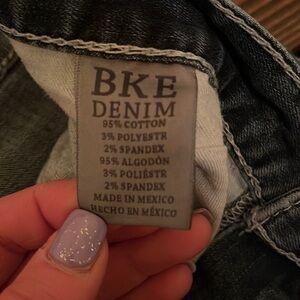 BKE
DENIM
95% COTTON
3% POLYESTR
2% SPANDEX
95% ALGODÓN
3% POLIÉSTR
2% SPANDEX
MADE IN MEXICO
HECHO EN MÉXICO